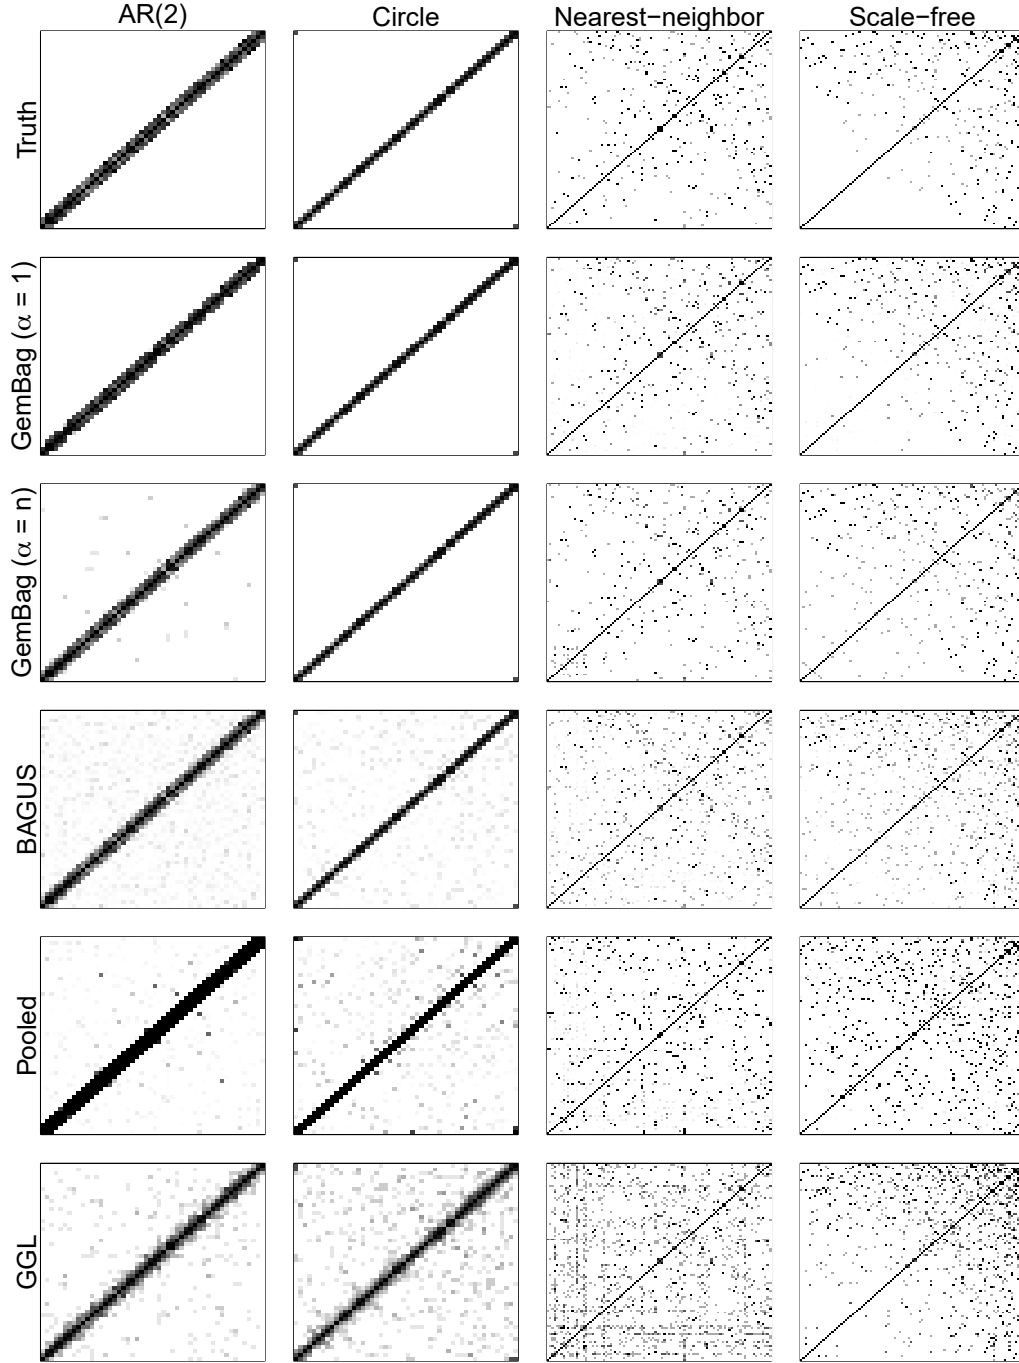 AR(2)
Circle
Nearest−neighbor
Scale−free
Truth
GemBag (α = 1)
GemBag (α = n)
BAGUS
Pooled
GGL